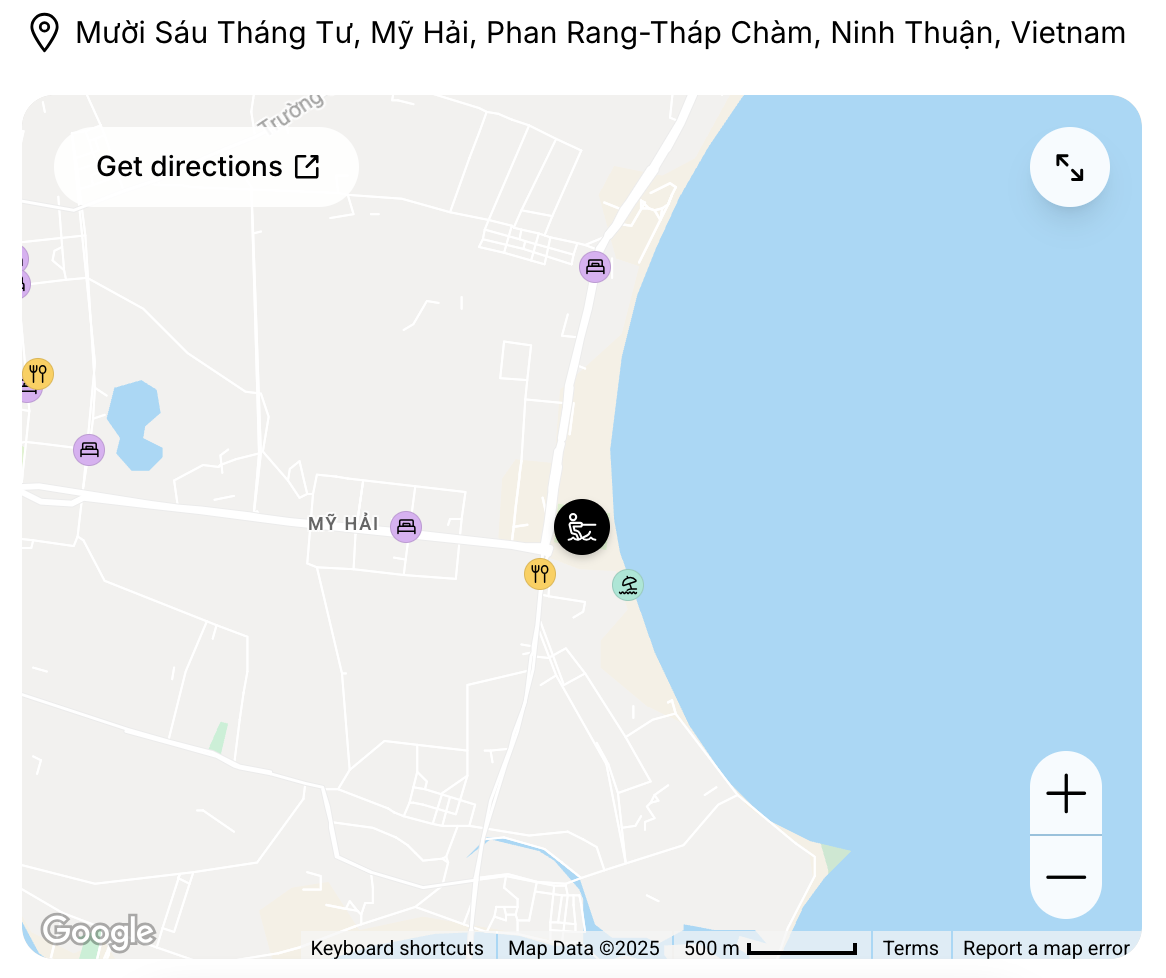 Mười Sáu Tháng Tư, Mỹ Hải, Phan Rang-Tháp Chàm, Ninh Thuận, Vietnam
Trường
Get directions
MỸ HẢI
Google
Keyboard shortcuts
Map Data ©2025
500 m
Terms
Report a map error